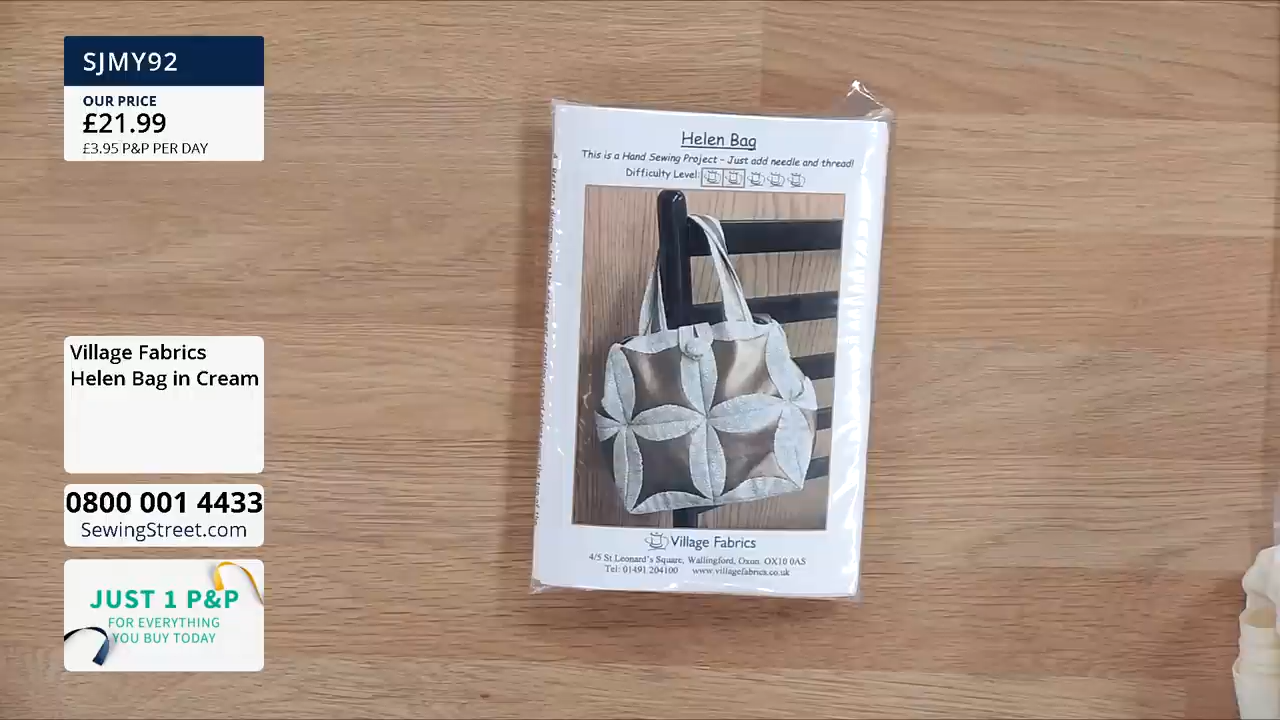 SJMY92
OUR PRICE
£21.99
£3.95 P&P PER DAY
Village Fabrics
Helen Bag in Cream
0800 001 4433
SewingStreet.com
JUST 1 P&P
FOR EVERYTHING
YOU BUY TODAY
Helen Bag
This is a Hand Sewing Project - Just add needle and thread!
Difficulty Level:
Village Fabrics
4/5 St Leonard's Square, Wallingford, Oxon. OX10 0AS
Tel: 01491 204100 www.villagefabrics.co.uk